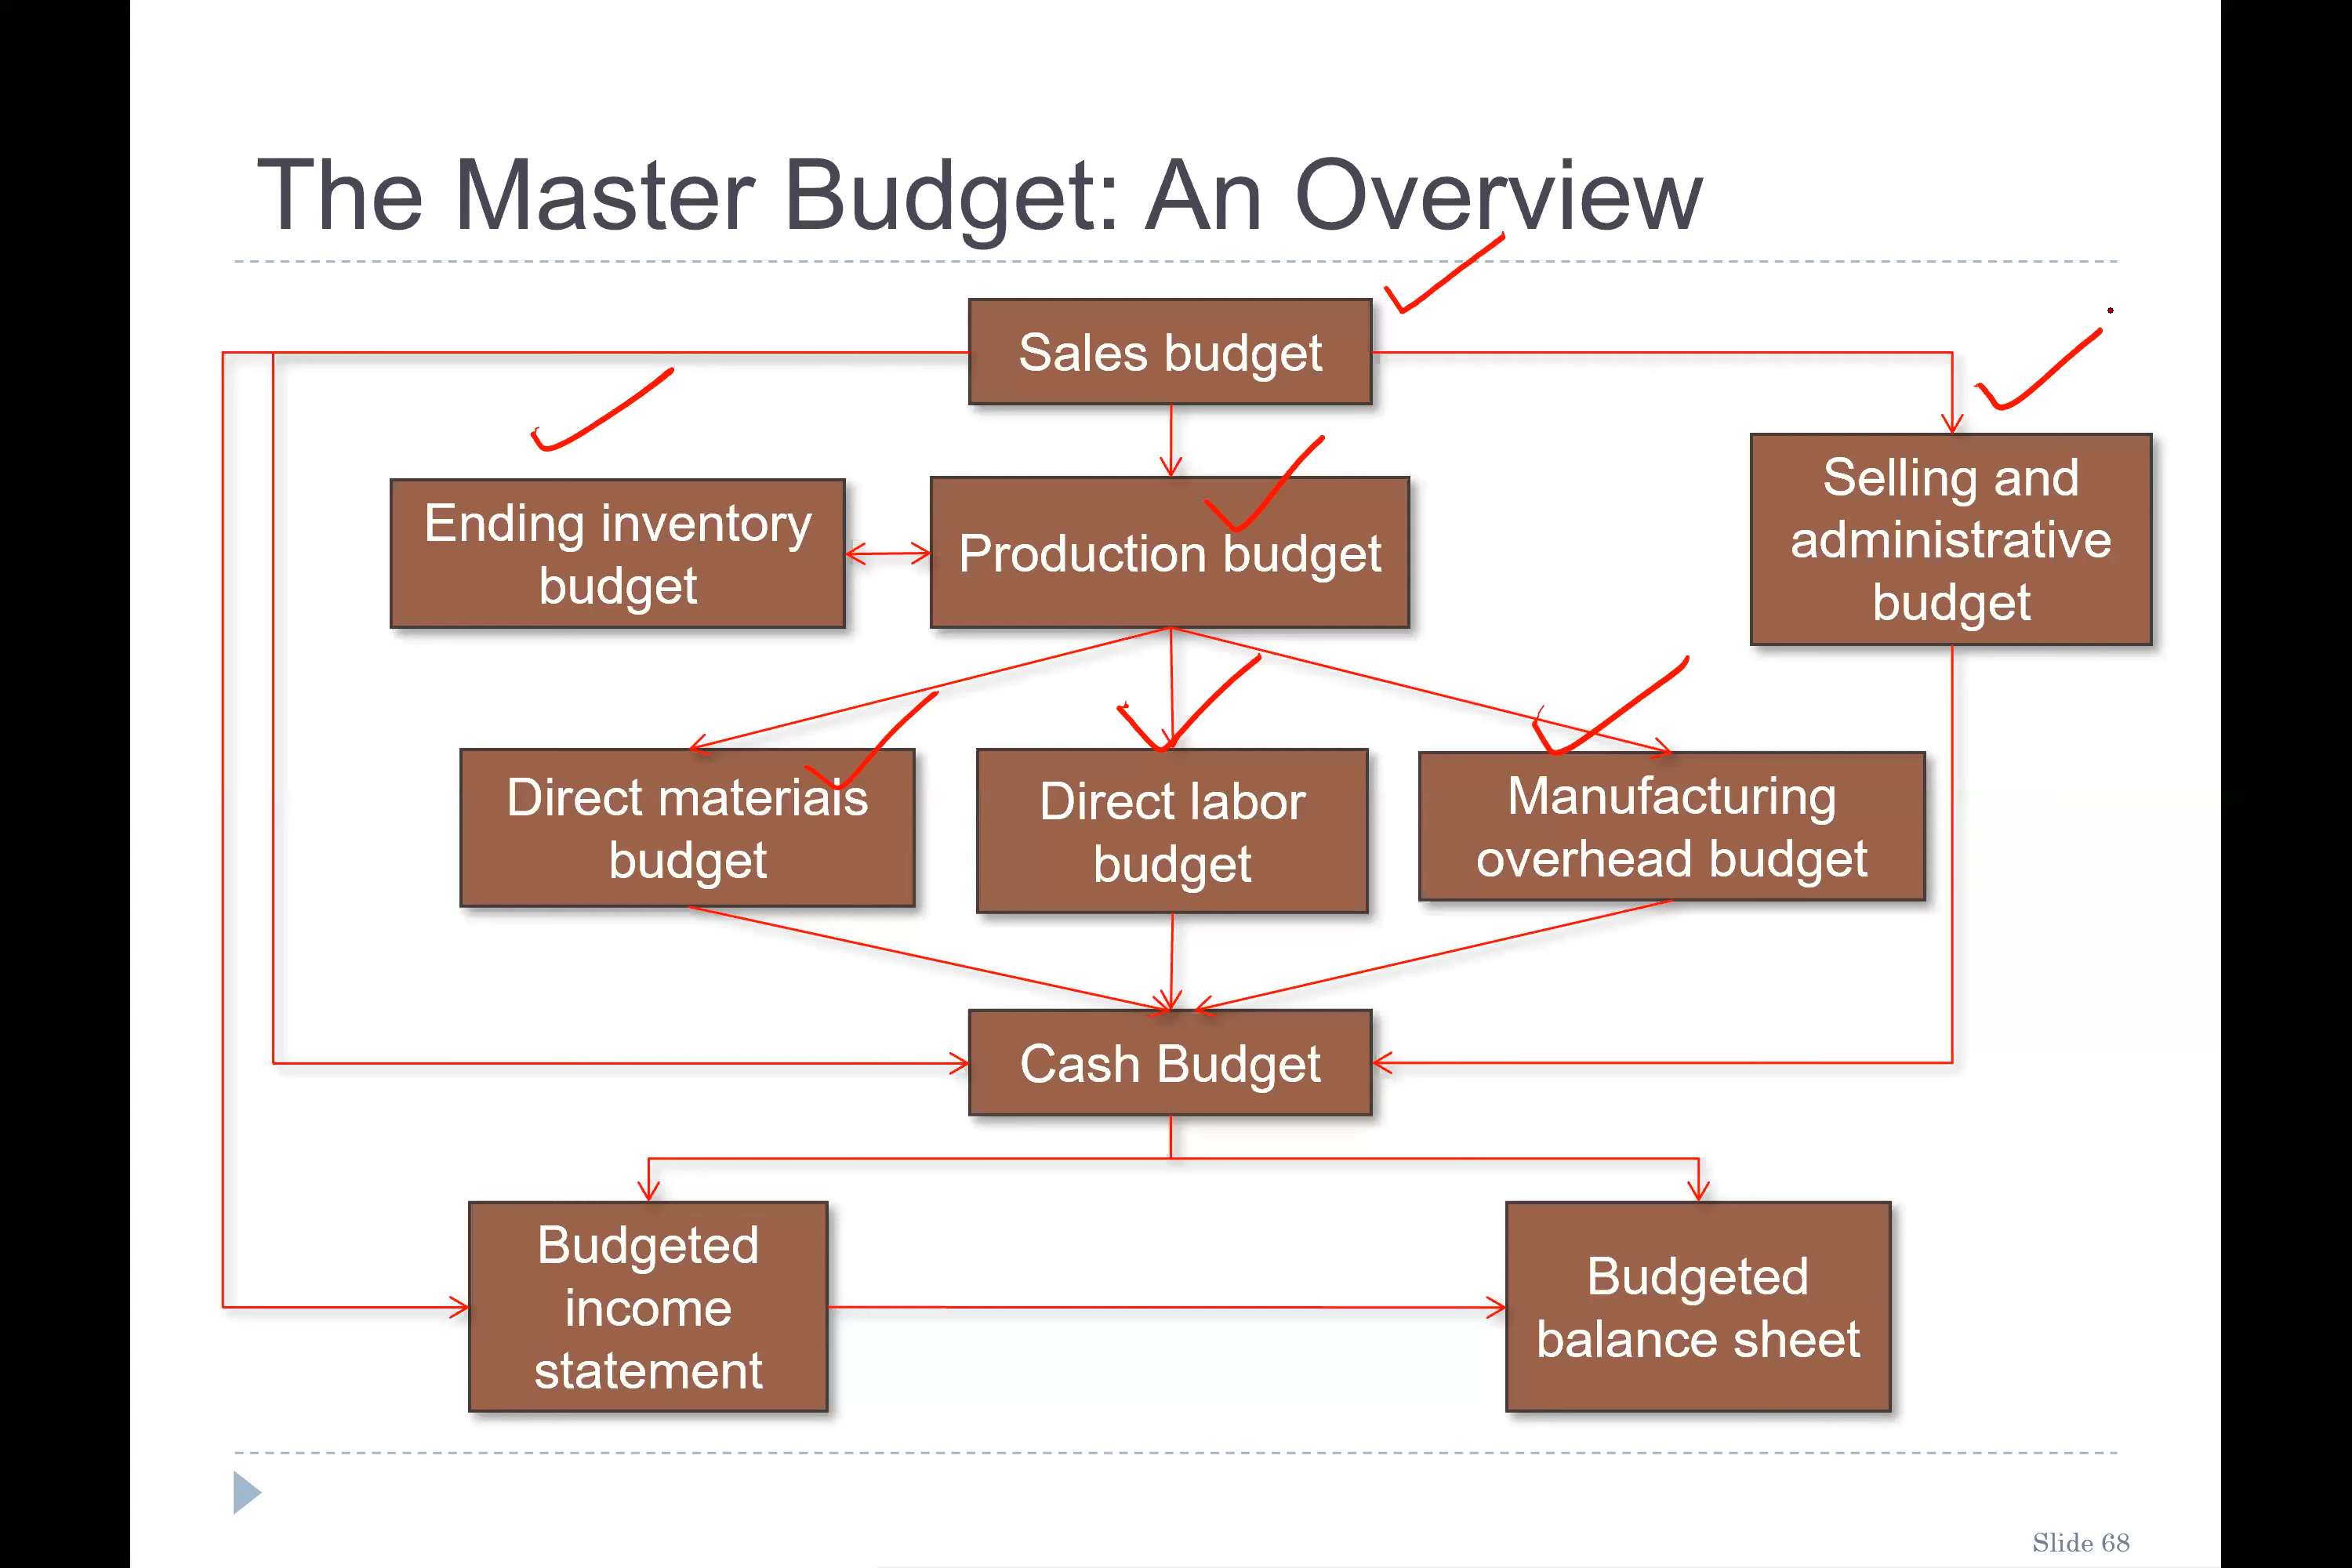 The Master Budget: An Overview
Sales budget
Ending inventory
budget
Production budget
Selling and
administrative
budget
Direct materials
budget
Direct labor
budget
Manufacturing
overhead budget
Cash Budget
Budgeted
income
statement
Budgeted
balance sheet
Slide 68